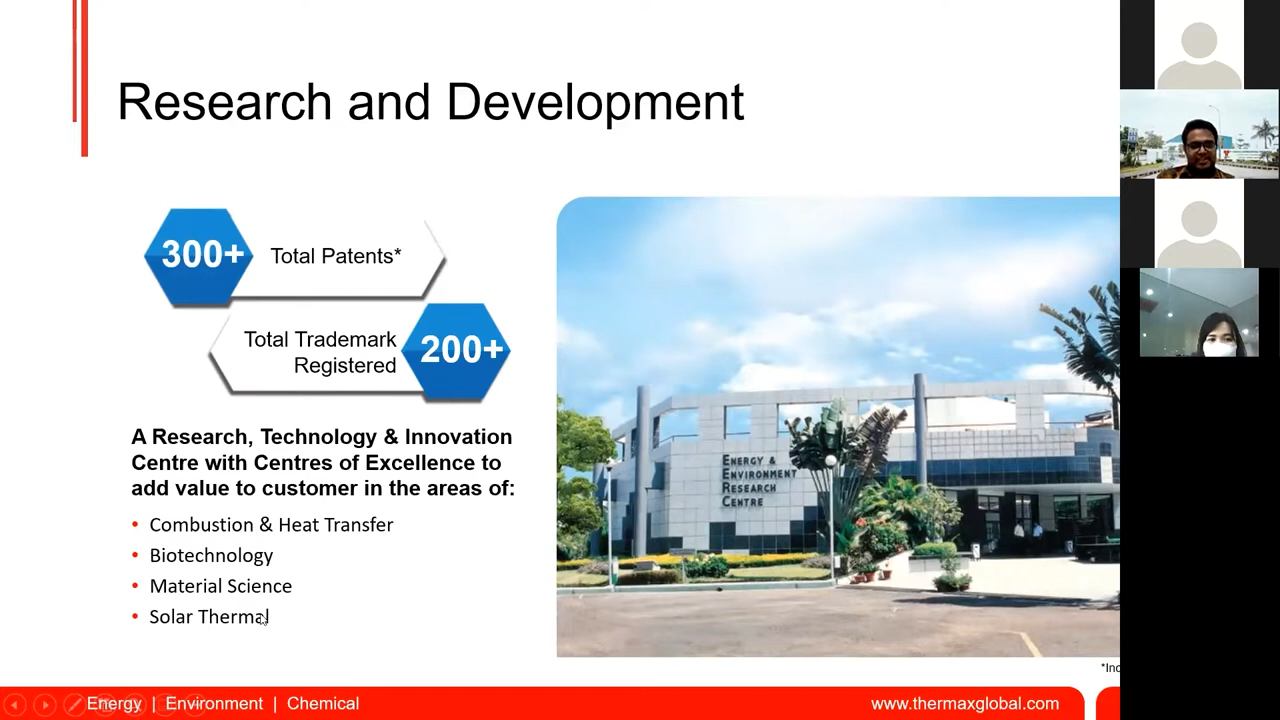 Research and Development
300+
Total Patents*
Total Trademark
Registered
200+
A Research, Technology & Innovation
Centre with Centres of Excellence to
add value to customer in the areas of:
• Combustion & Heat Transfer
• Biotechnology
• Material Science
• Solar Thermal
ENERGY &
ENVIRONMENT
RESEARCH
CENTRE
Energy | Environment | Chemical
www.thermaxglobal.com